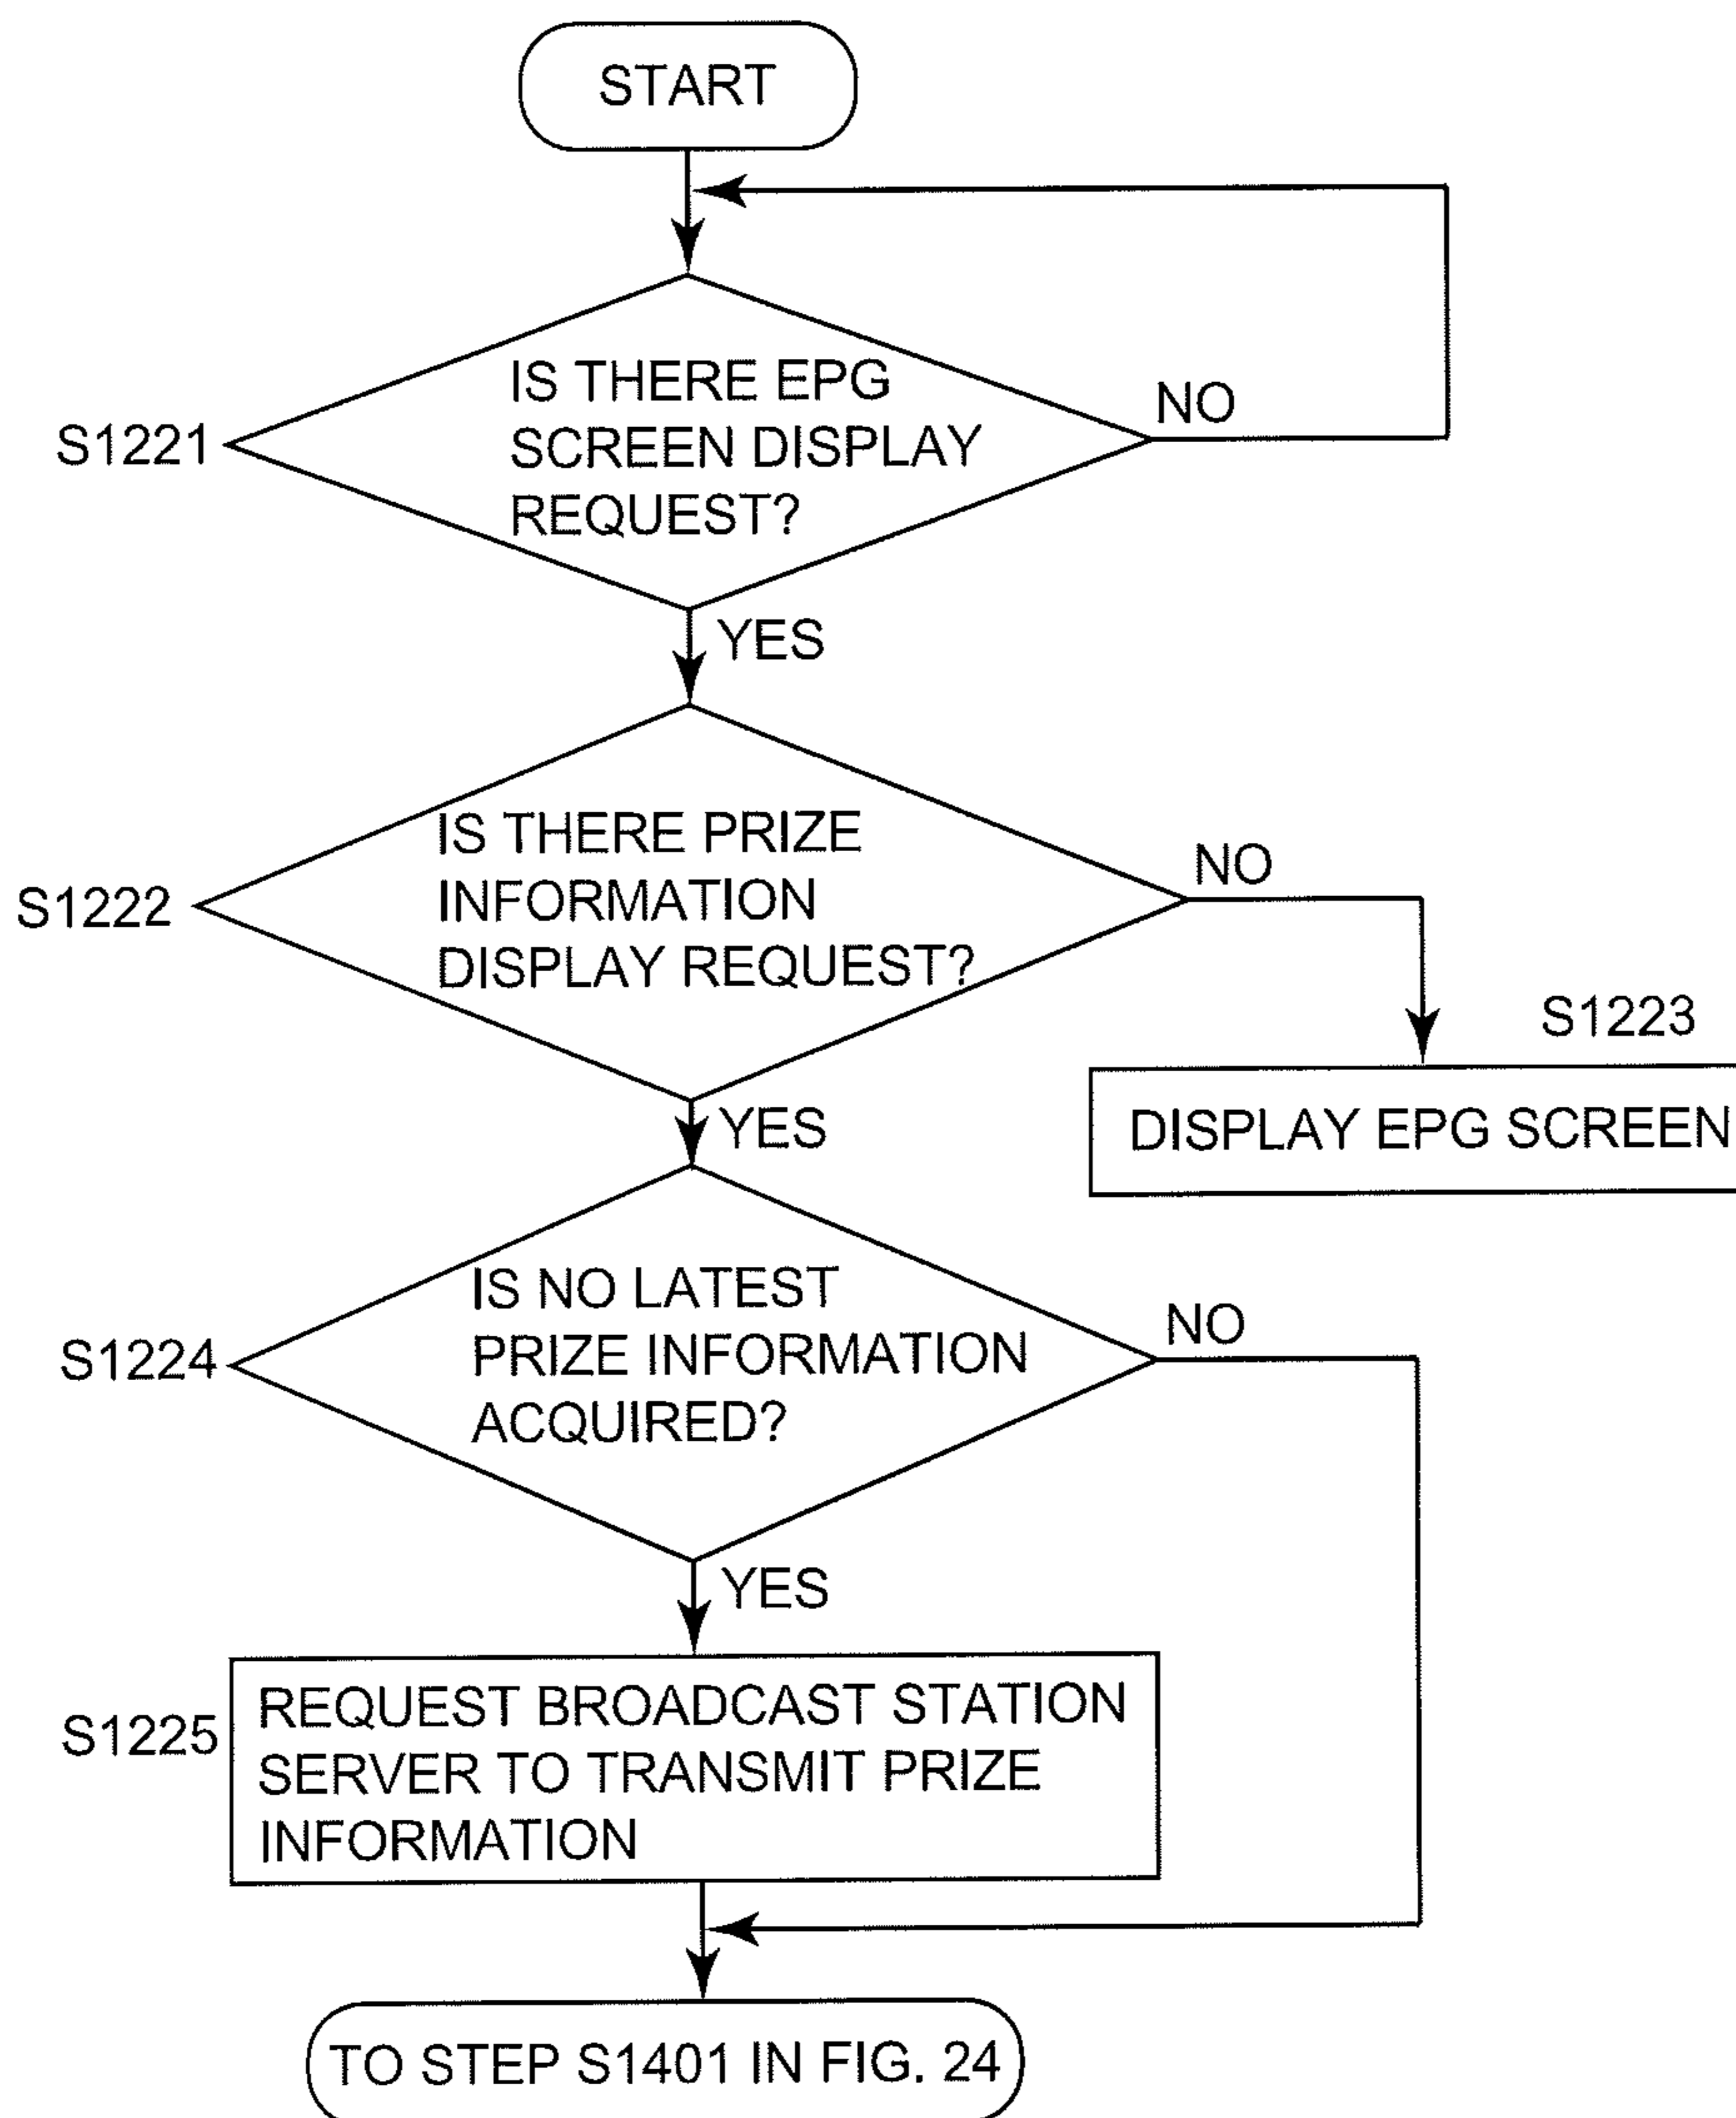 START
IS THERE EPG
SCREEN DISPLAY
REQUEST?
NO
S1221
YES
IS THERE PRIZE
INFORMATION
DISPLAY REQUEST?
NO
S1222
S1223
DISPLAY EPG SCREEN
YES
IS NO LATEST
PRIZE INFORMATION
ACQUIRED?
NO
S1224
YES
REQUEST BROADCAST STATION
SERVER TO TRANSMIT PRIZE
INFORMATION
S1225
TO STEP S1401 IN FIG. 24